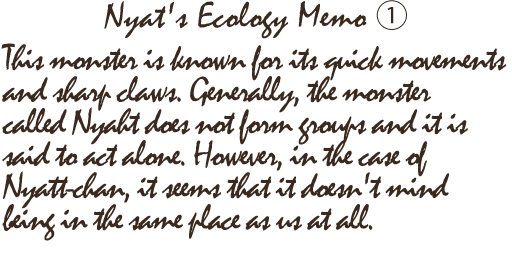 Nyat's Ecology Memo ①
This monster is known for its quick movements
and sharp claws. Generally, the monster
called Nyaht does not form groups and it is
said to act alone. However, in the case of
Nyatt-chan, it seems that it doesn't mind
being in the same place as us at all.